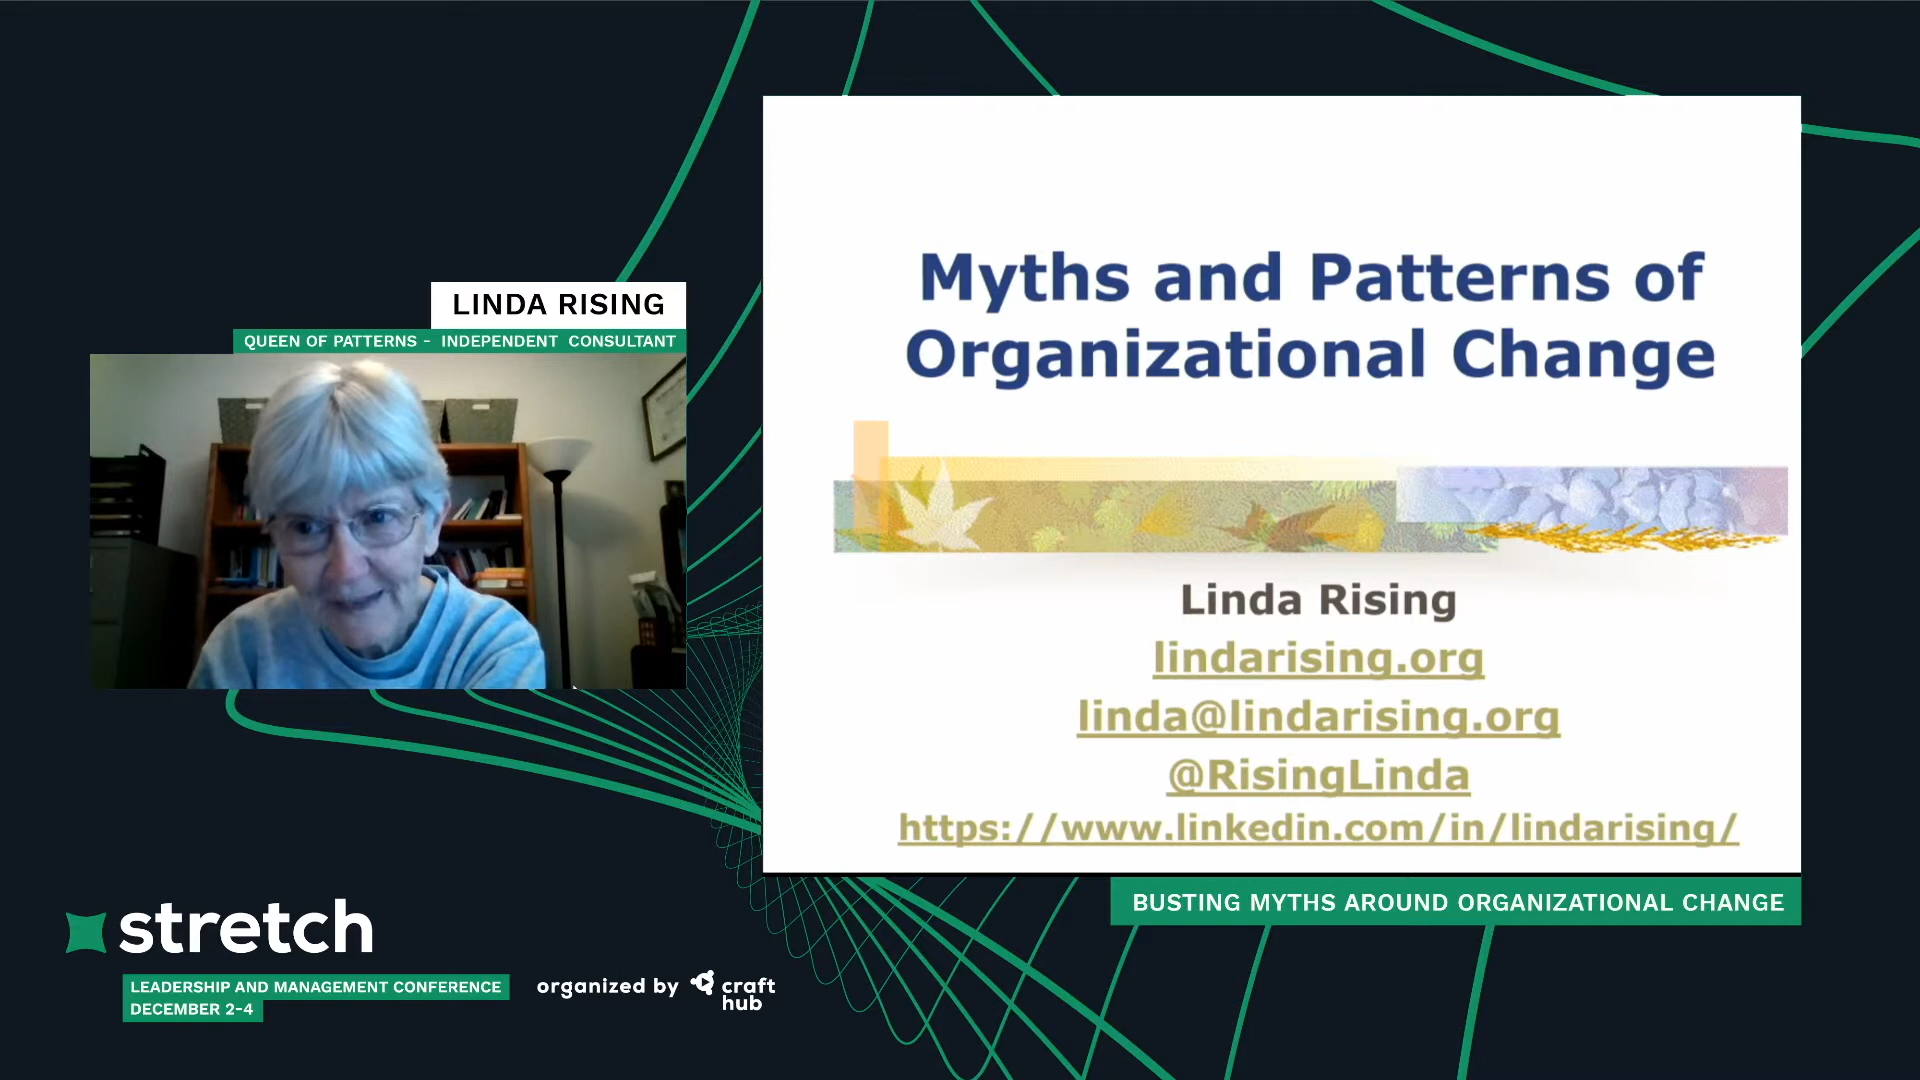 LINDA RISING
QUEEN OF PATTERNS - INDEPENDENT CONSULTANT
Myths and Patterns of
Organizational Change
Linda Rising
lindarising.org
linda@lindarising.org
@RisingLinda
https://www.linkedin.com/in/lindarising/
BUSTING MYTHS AROUND ORGANIZATIONAL CHANGE
stretch
LEADERSHIP AND MANAGEMENT CONFERENCE
DECEMBER 2-4
organized by craft
hub